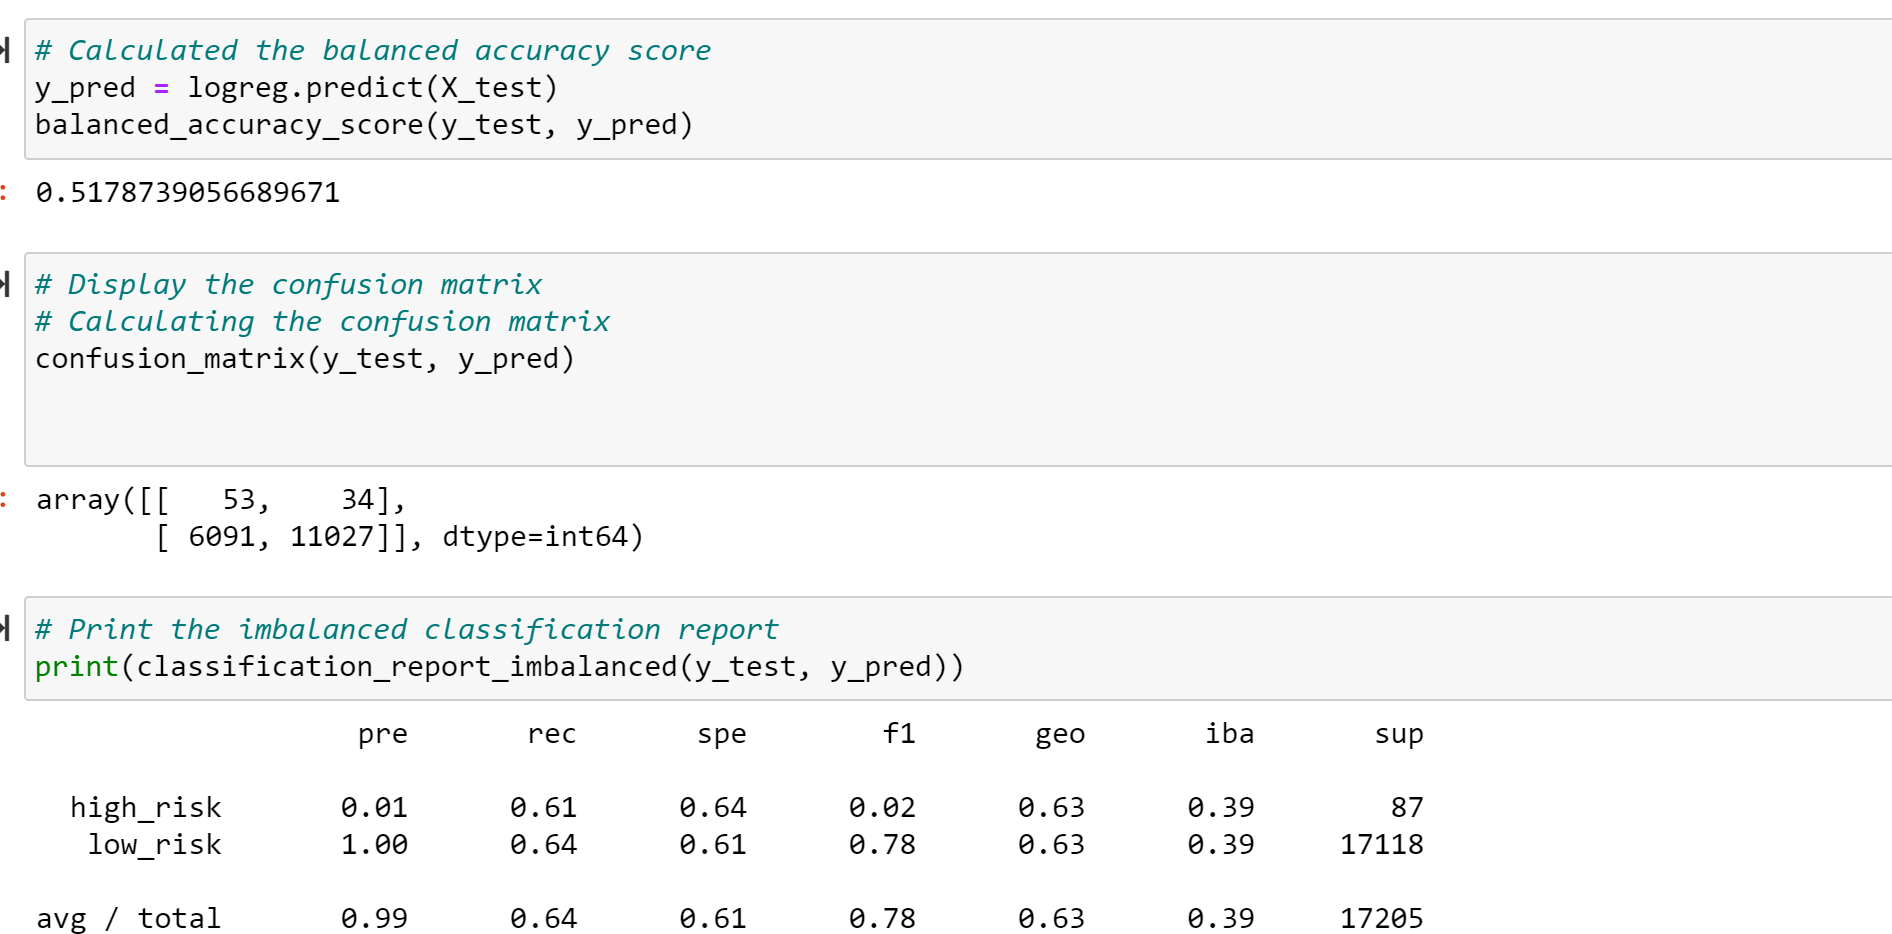 # Calculated the balanced accuracy score
y_pred = logreg.predict(X_test)
balanced_accuracy_score(y_test, y_pred)
: 0.5178739056689671
# Display the confusion matrix
# Calculating the confusion matrix
confusion_matrix(y_test, y_pred)
: array([[   53,    34],
       [ 6091, 11027]], dtype=int64)
# Print the imbalanced classification report
print(classification_report_imbalanced(y_test, y_pred))
pre rec spe f1 geo iba sup
high_risk 0.01 0.61 0.64 0.02 0.63 0.39 87
low_risk 1.00 0.64 0.61 0.78 0.63 0.39 17118
avg / total 0.99 0.64 0.61 0.78 0.63 0.39 17205